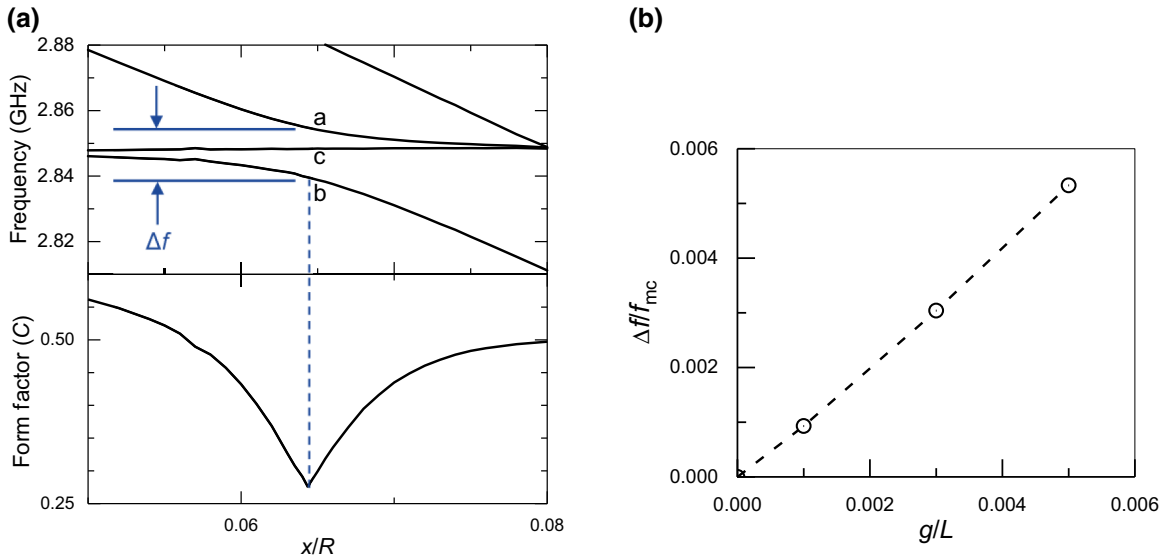 (a)
2.88
2.86
2.84
2.82
Frequency (GHz)
a
c
b
Δf
0.50
0.25
Form factor (C)
0.06
0.08
x/R
(b)
0.006
0.004
0.002
0.000
Δf/fmc
0.000
0.002
0.004
0.006
g/L